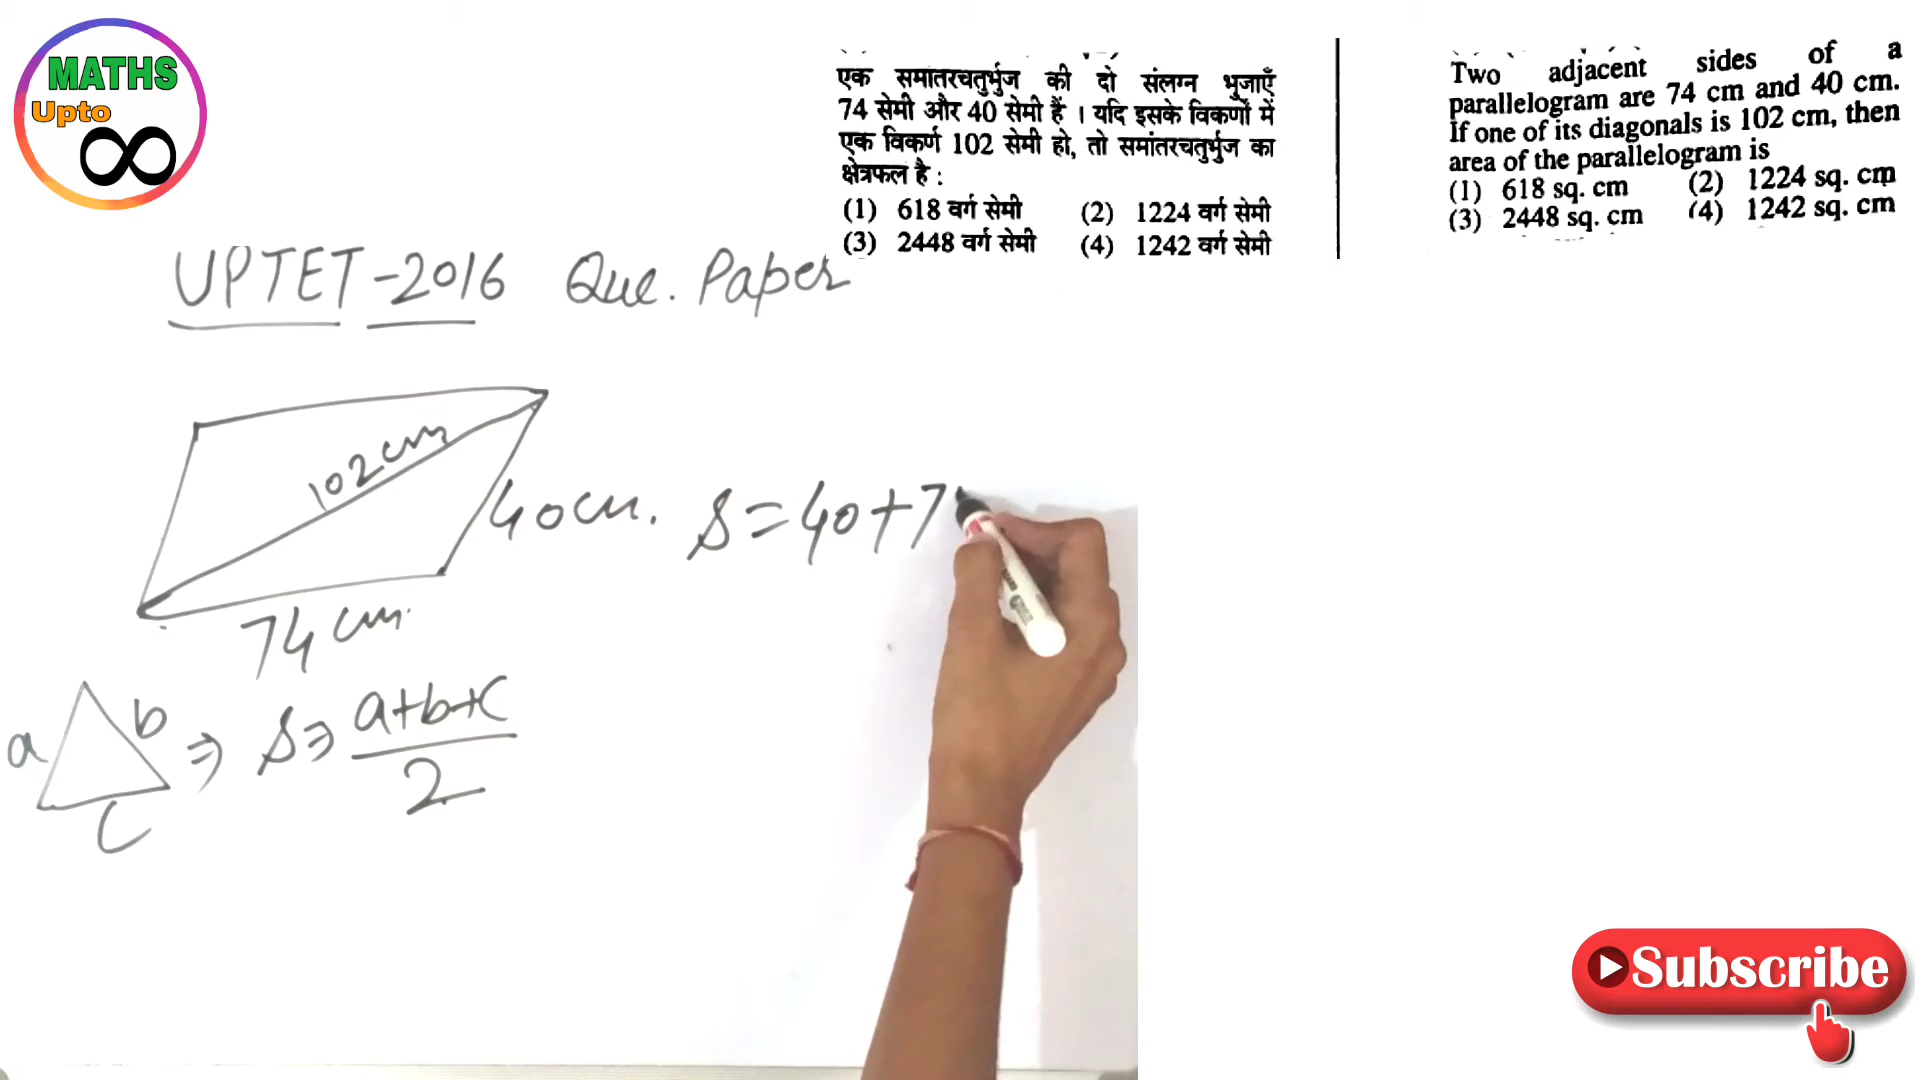 MATHS
Upto
∞
एक समांतरचतुर्भुज की दो संलग्न भुजाएँ
74 सेमी और 40 सेमी हैं । यदि इसके विकर्णों में
एक विकर्ण 102 सेमी हो, तो समांतरचतुर्भुज का
क्षेत्रफल है :
(1) 618 वर्ग सेमी (2) 1224 वर्ग सेमी
(3) 2448 वर्ग सेमी (4) 1242 वर्ग सेमी
Two adjacent sides of a
parallelogram are 74 cm and 40 cm.
If one of its diagonals is 102 cm, then
area of the parallelogram is
(1) 618 sq. cm (2) 1224 sq. cm
(3) 2448 sq. cm (4) 1242 sq. cm
UPTET-2016 Que. Paper
102 cm
40 cm.
74 cm.
S=40+7
a b c
⇒ S⇒ a+b+c
2
Subscribe